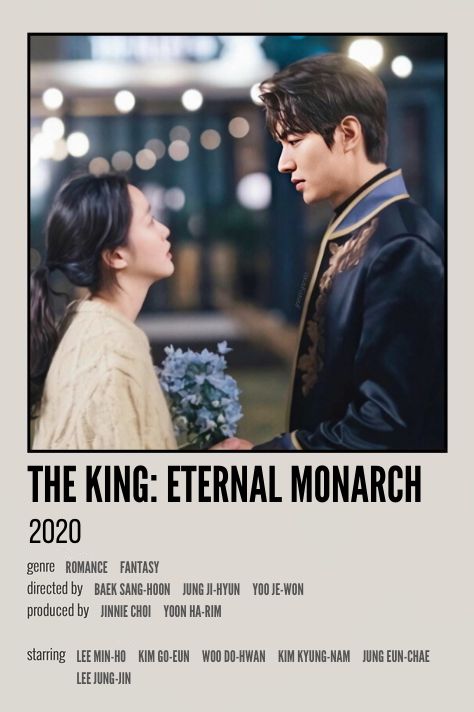 THE KING: ETERNAL MONARCH
2020
genre ROMANCE FANTASY
directed by BAEK SANG-HOON JUNG JI-HYUN YOO JE-WON
produced by JINNIE CHOI YOON HA-RIM
starring LEE MIN-HO KIM GO-EUN WOO DO-HWAN KIM KYUNG-NAM JUNG EUN-CHAE
LEE JUNG-JIN